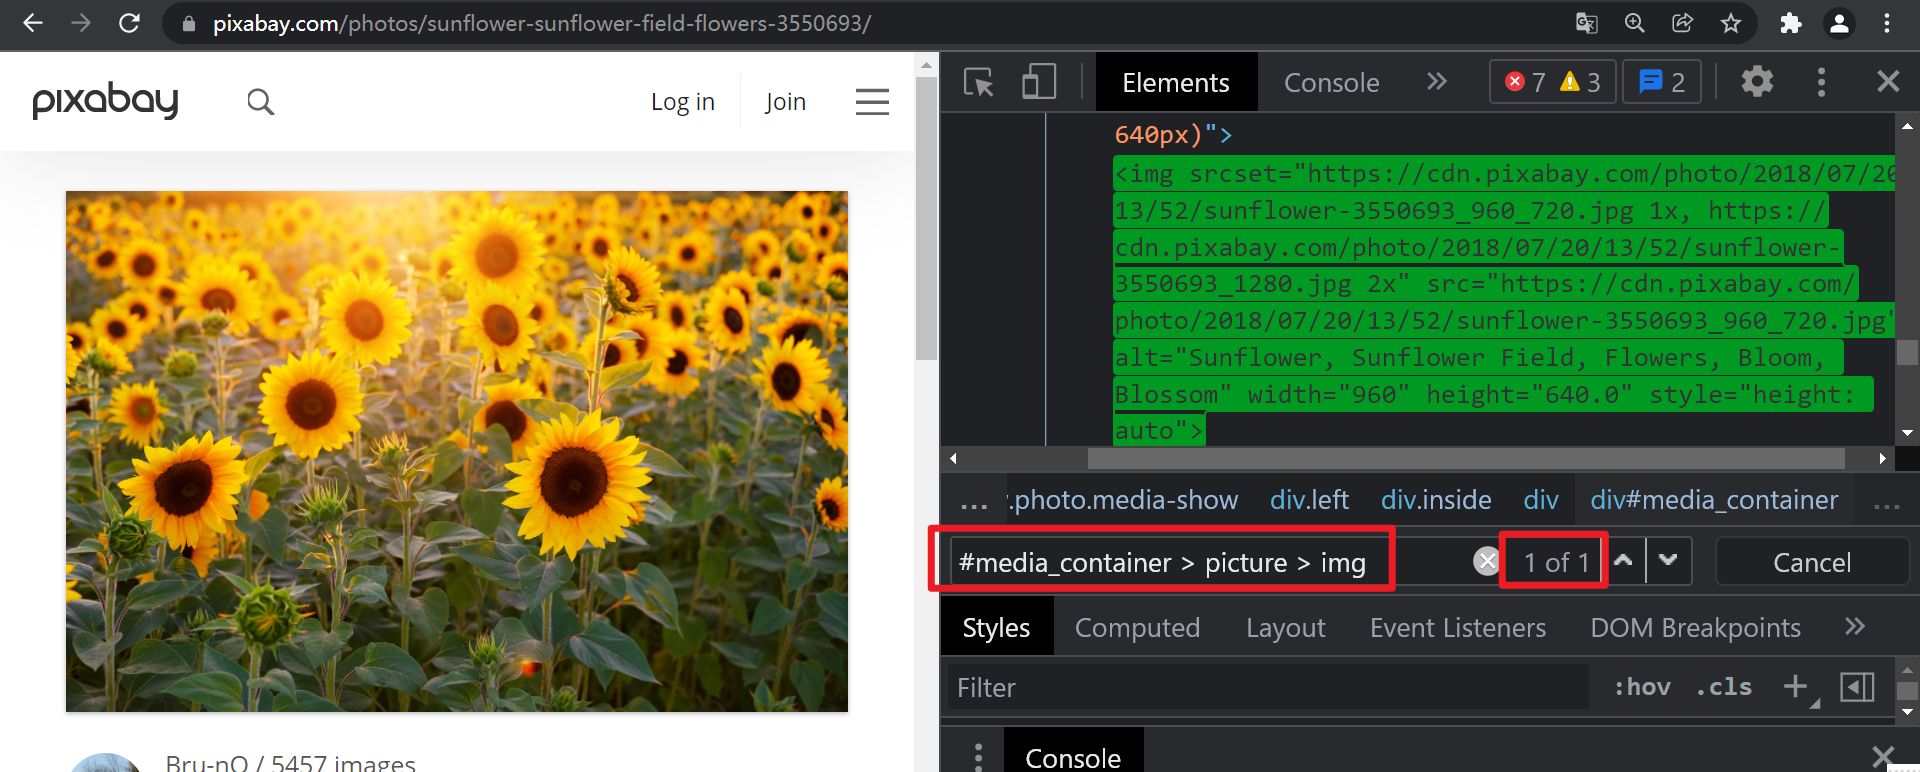 pixabay.com/photos/sunflower-sunflower-field-flowers-3550693/
pixabay
Log in
Join
Elements
Console
7
3
2
640px)">
<img srcset="https://cdn.pixabay.com/photo/2018/07/20
13/52/sunflower-3550693_960_720.jpg 1x, https://
cdn.pixabay.com/photo/2018/07/20/13/52/sunflower-
3550693_1280.jpg 2x" src="https://cdn.pixabay.com/
photo/2018/07/20/13/52/sunflower-3550693_960_720.jpg"
alt="Sunflower, Sunflower Field, Flowers, Bloom,
Blossom" width="960" height="640.0" style="height:
auto">
... .photo.media-show div.left div.inside div div#media_container ...
#media_container > picture > img
1 of 1
Cancel
Styles Computed Layout Event Listeners DOM Breakpoints
Filter
:hov .cls
Console
Bru-nO / 5457 images